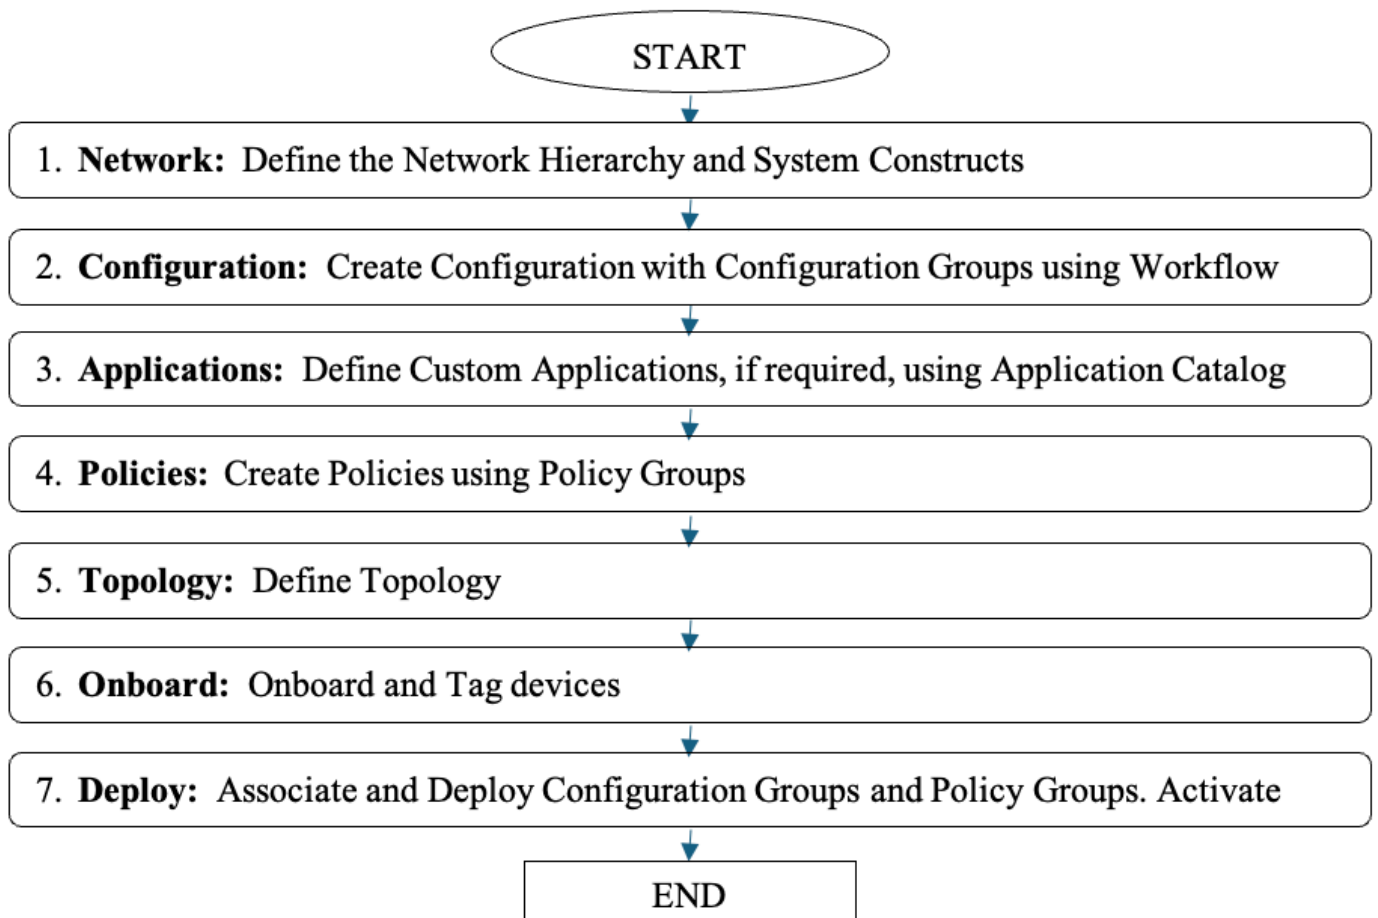 START
1. Network: Define the Network Hierarchy and System Constructs
2. Configuration: Create Configuration with Configuration Groups using Workflow
3. Applications: Define Custom Applications, if required, using Application Catalog
4. Policies: Create Policies using Policy Groups
5. Topology: Define Topology
6. Onboard: Onboard and Tag devices
7. Deploy: Associate and Deploy Configuration Groups and Policy Groups. Activate
END